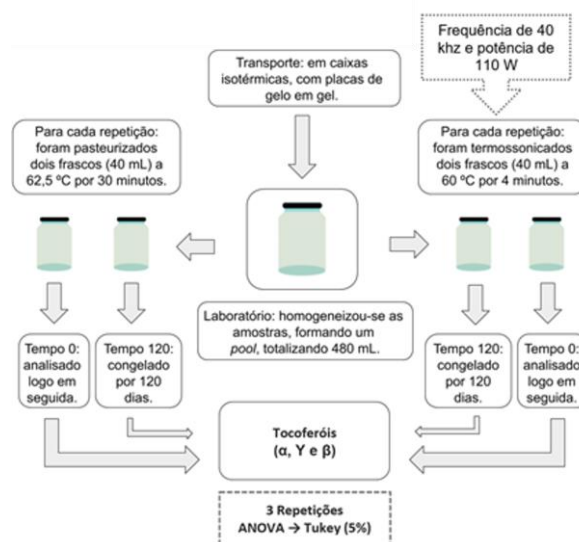 Frequência de 40
khz e potência de
110 W
Transporte: em caixas
isotérmicas, com placas de
gelo em gel.
Para cada repetição:
foram pasteurizados
dois frascos (40 mL) a
62,5 ºC por 30 minutos.
Para cada repetição:
foram termossonicados
dois frascos (40 mL) a
60 ºC por 4 minutos.
Laboratório: homogeneizou-se as
amostras, formando um
pool, totalizando 480 mL.
Tempo 0:
analisado
logo em
seguida.
Tempo 120:
congelado
por 120
dias.
Tempo 120:
congelado
por 120
dias.
Tempo 0:
analisado
logo em
seguida.
Tocoferóis
(α, Y e β)
3 Repetições
ANOVA → Tukey (5%)